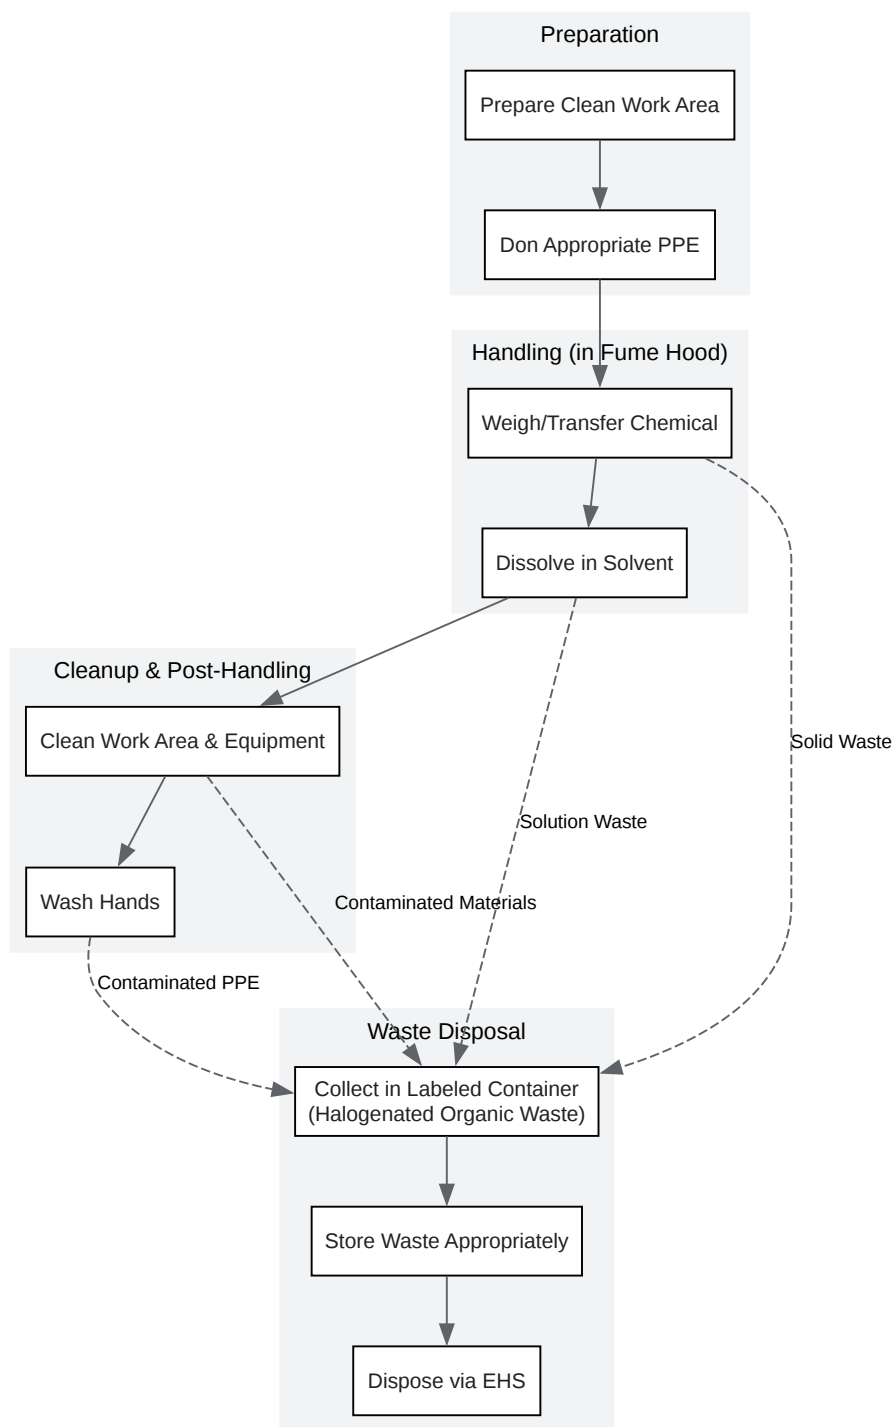 Preparation
Prepare Clean Work Area
Don Appropriate PPE
Handling (in Fume Hood)
Weigh/Transfer Chemical
Dissolve in Solvent
Cleanup & Post-Handling
Clean Work Area & Equipment
Solid Waste
Solution Waste
Wash Hands
Contaminated Materials
Contaminated PPE
Waste Disposal
Collect in Labeled Container
(Halogenated Organic Waste)
Store Waste Appropriately
Dispose via EHS